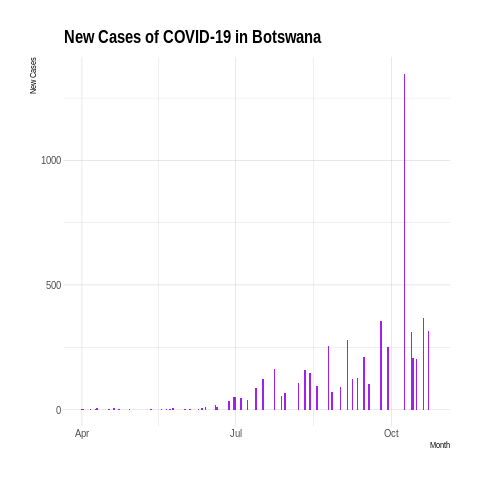 New Cases of COVID-19 in Botswana
New Cases
1000
500
0
Apr
Jul
Oct
Month